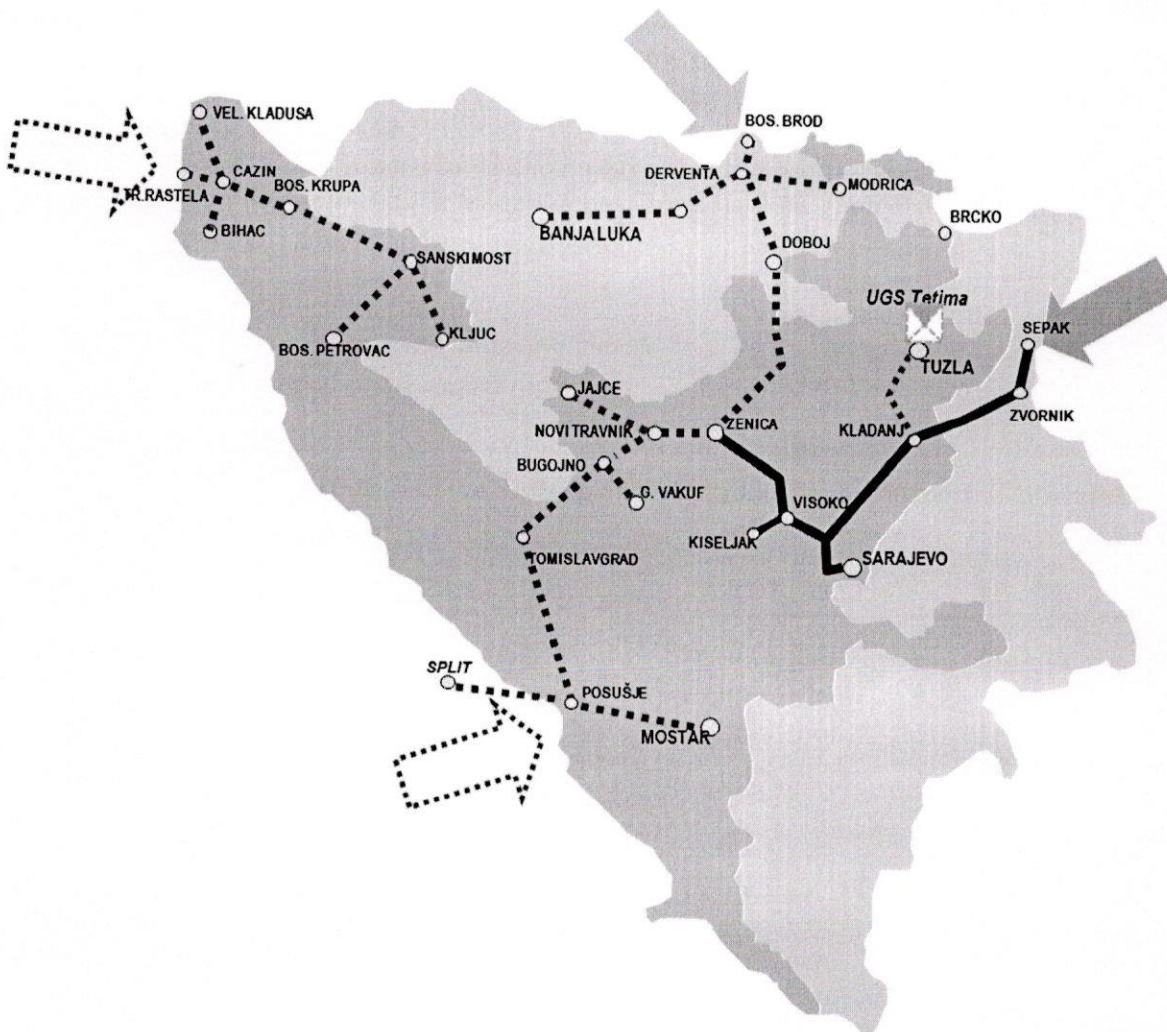 VEL. KLADUSA
BOS. BROD
CAZIN
DERVENTA
TR.RASTELA
BOS. KRUPA
MODRICA
BIHAC
BANJA LUKA
BRCKO
DOBOJ
SANSKI MOST
UGS Tetima
SEPAK
BOS. PETROVAC
KLJUC
TUZLA
JAJCE
ZVORNIK
NOVI TRAVNIK
ZENICA
KLADANJ
BUGOJNO
G. VAKUF
VISOKO
KISELJAK
TOMISLAVGRAD
SARAJEVO
SPLIT
POSUŠJE
MOSTAR